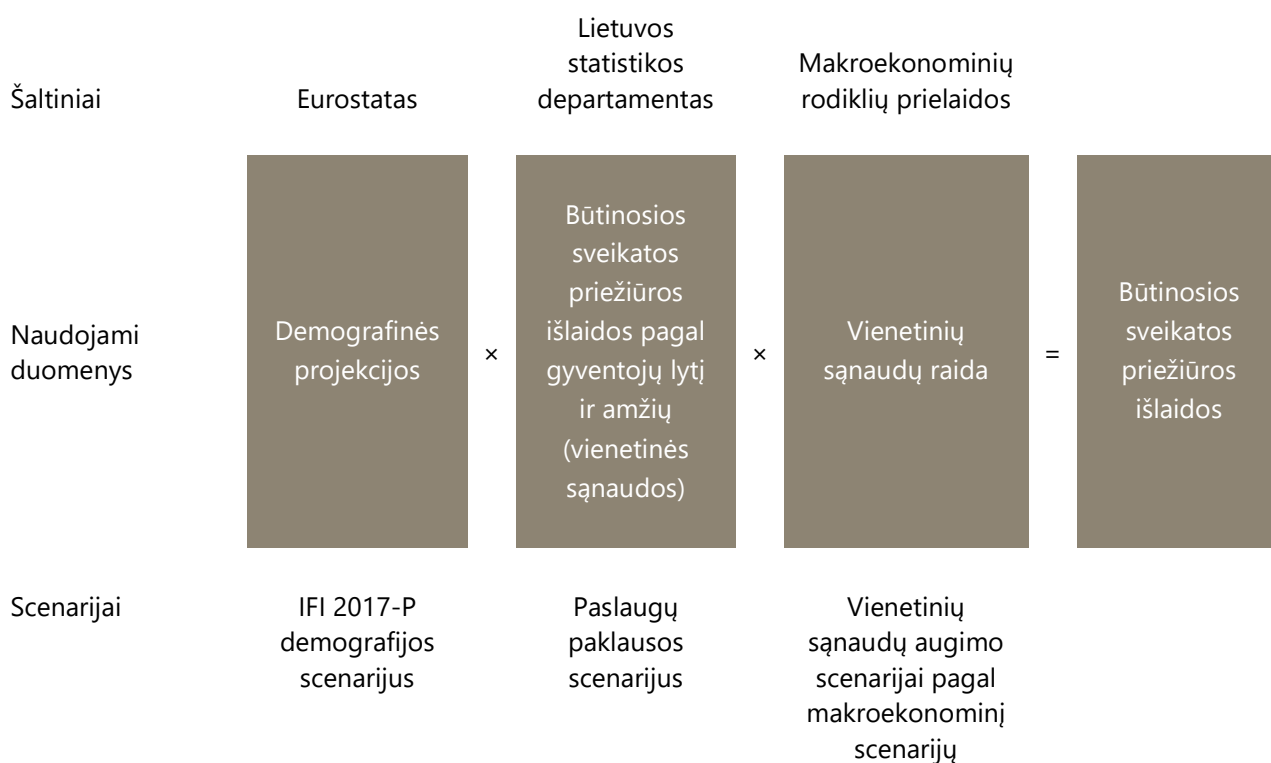 Šaltiniai
Eurostatas
Lietuvos
statistikos
departamentas
Makroekonominių
rodiklių prielaidos
Naudojami
duomenys
Demografinės
projekcijos
×
Būtinosios
sveikatos
priežiūros
išlaidos pagal
gyventojų lytį
ir amžių
(vienetinės
sąnaudos)
×
Vienetinių
sąnaudų raida
=
Būtinosios
sveikatos
priežiūros
išlaidos
Scenarijai
IFI 2017-P
demografijos
scenarijus
Paslaugų
paklausos
scenarijus
Vienetinių
sąnaudų augimo
scenarijai pagal
makroekonominį
scenarijų